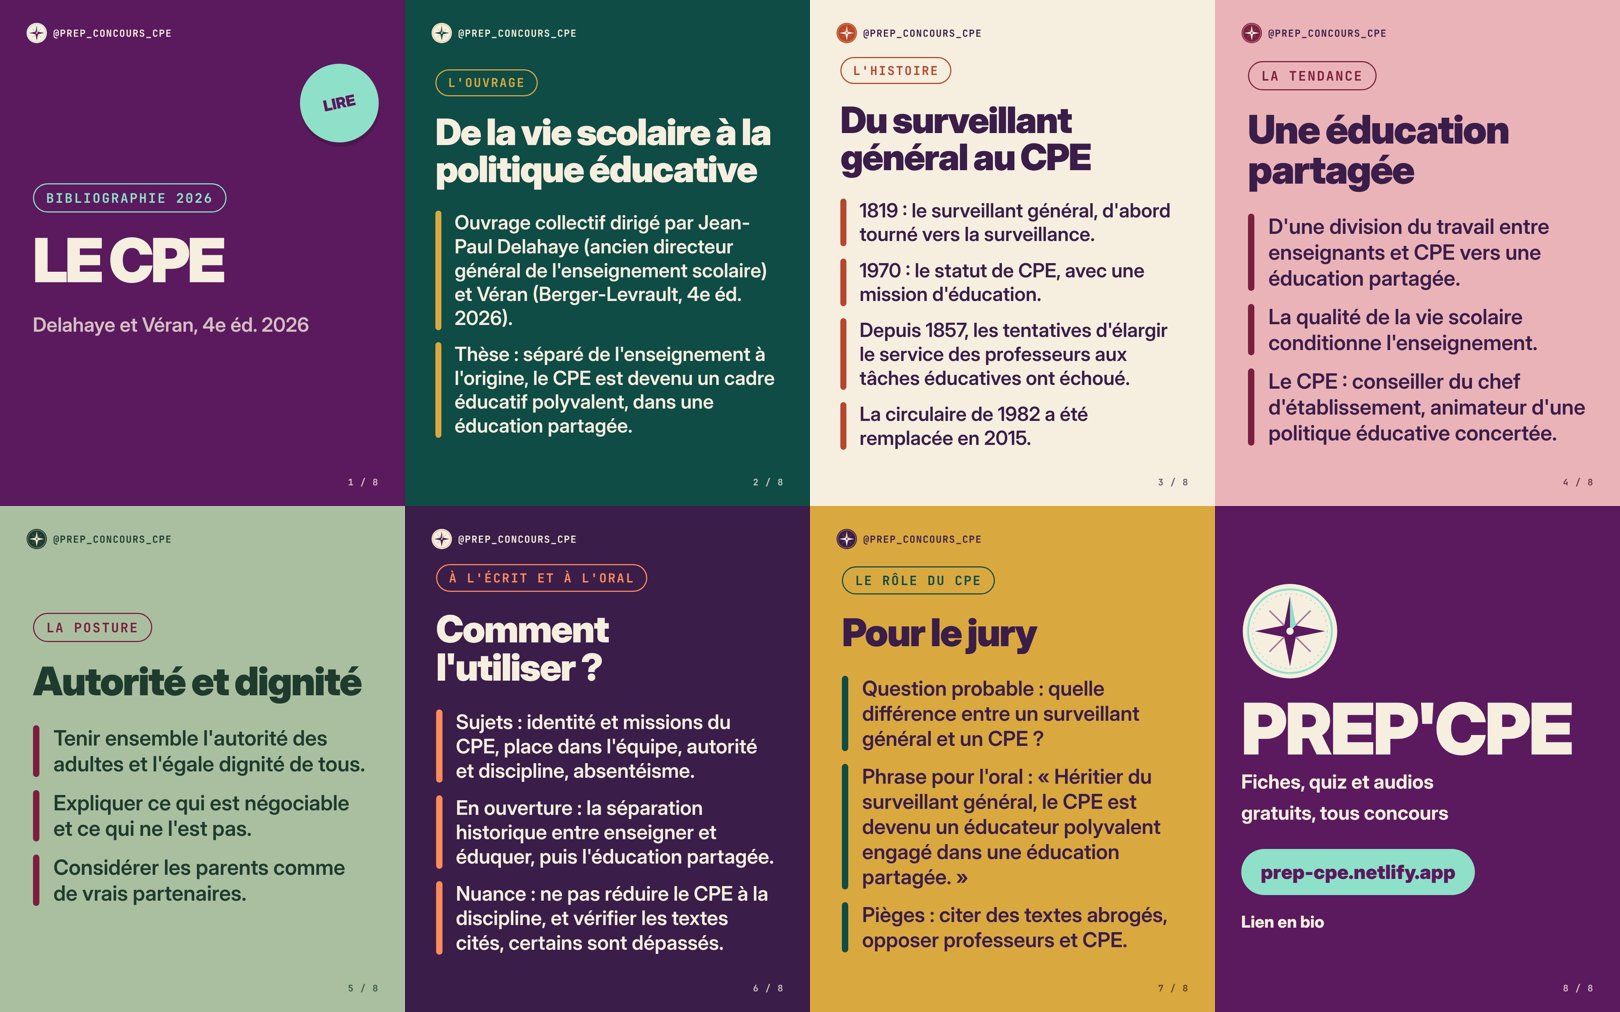 @PREP_CONCOURS_CPE
LIRE
BIBLIOGRAPHIE 2026
LE CPE
Delahaye et Véran, 4e éd. 2026
1 / 8
@PREP_CONCOURS_CPE
L'OUVRAGE
De la vie scolaire à la
politique éducative
Ouvrage collectif dirigé par Jean-
Paul Delahaye (ancien directeur
général de l'enseignement scolaire)
et Véran (Berger-Levrault, 4e éd.
2026).
Thèse : séparé de l'enseignement à
l'origine, le CPE est devenu un cadre
éducatif polyvalent, dans une
éducation partagée.
2 / 8
@PREP_CONCOURS_CPE
L'HISTOIRE
Du surveillant
général au CPE
1819 : le surveillant général, d'abord
tourné vers la surveillance.
1970 : le statut de CPE, avec une
mission d'éducation.
Depuis 1857, les tentatives d'élargir
le service des professeurs aux
tâches éducatives ont échoué.
La circulaire de 1982 a été
remplacée en 2015.
3 / 8
@PREP_CONCOURS_CPE
LA TENDANCE
Une éducation
partagée
D'une division du travail entre
enseignants et CPE vers une
éducation partagée.
La qualité de la vie scolaire
conditionne l'enseignement.
Le CPE : conseiller du chef
d'établissement, animateur d'une
politique éducative concertée.
4 / 8
@PREP_CONCOURS_CPE
LA POSTURE
Autorité et dignité
Tenir ensemble l'autorité des
adultes et l'égale dignité de tous.
Expliquer ce qui est négociable
et ce qui ne l'est pas.
Considérer les parents comme
de vrais partenaires.
5 / 8
@PREP_CONCOURS_CPE
À L'ÉCRIT ET À L'ORAL
Comment
l'utiliser ?
Sujets : identité et missions du
CPE, place dans l'équipe, autorité
et discipline, absentéisme.
En ouverture : la séparation
historique entre enseigner et
éduquer, puis l'éducation partagée.
Nuance : ne pas réduire le CPE à la
discipline, et vérifier les textes
cités, certains sont dépassés.
6 / 8
@PREP_CONCOURS_CPE
LE RÔLE DU CPE
Pour le jury
Question probable : quelle
différence entre un surveillant
général et un CPE ?
Phrase pour l'oral : « Héritier du
surveillant général, le CPE est
devenu un éducateur polyvalent
engagé dans une éducation
partagée. »
Pièges : citer des textes abrogés,
opposer professeurs et CPE.
7 / 8
PREP'CPE
Fiches, quiz et audios
gratuits, tous concours
prep-cpe.netlify.app
Lien en bio
8 / 8